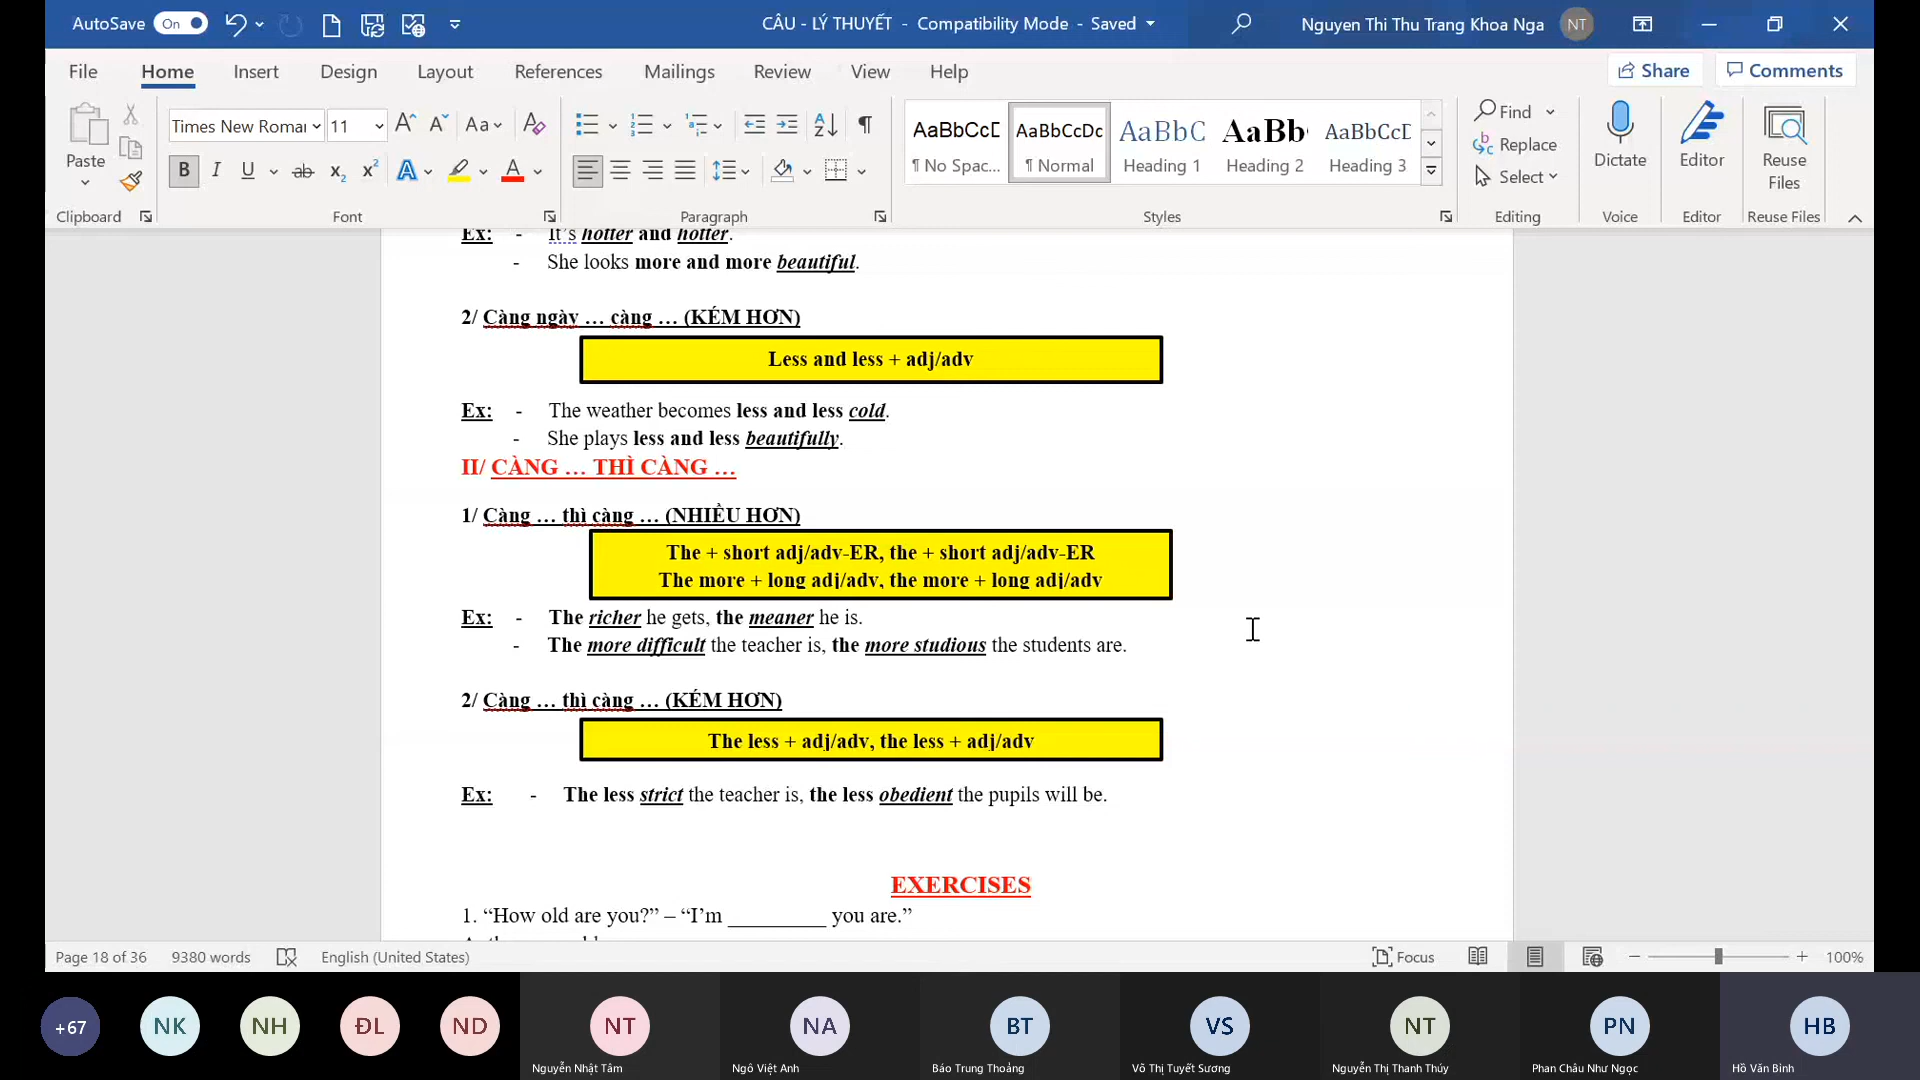 AutoSave On CÂU - LÝ THUYẾT - Compatibility Mode - Saved Nguyen Thi Thu Trang Khoa Nga NT
File Home Insert Design Layout References Mailings Review View Help Share Comments
Paste Times New Roman 11 Aa AaBbCcD AaBbCcDc AaBbC AaBb AaBbCcD Find Replace Select Dictate Editor Reuse Files
¶ No Spac... ¶ Normal Heading 1 Heading 2 Heading 3
Clipboard Font Paragraph Styles Editing Voice Editor Reuse Files
Ex: - It’s hotter and hotter.
- She looks more and more beautiful.
2/ Càng ngày … càng … (KÉM HƠN)
Less and less + adj/adv
Ex: - The weather becomes less and less cold.
- She plays less and less beautifully.
II/ CÀNG … THÌ CÀNG …
1/ Càng … thì càng … (NHIỀU HƠN)
The + short adj/adv-ER, the + short adj/adv-ER
The more + long adj/adv, the more + long adj/adv
Ex: - The richer he gets, the meaner he is.
- The more difficult the teacher is, the more studious the students are.
2/ Càng … thì càng … (KÉM HƠN)
The less + adj/adv, the less + adj/adv
Ex: - The less strict the teacher is, the less obedient the pupils will be.
EXERCISES
1. “How old are you?” – “I’m _________ you are.”
Page 18 of 36 9380 words English (United States) Focus 100%
+67 NK NH ĐL ND NT NA BT VS NT PN HB
Nguyễn Nhật Tâm Ngô Việt Anh Báo Trung Thoảng Võ Thị Tuyết Sương Nguyễn Thị Thanh Thúy Phan Châu Như Ngọc Hồ Văn Bình